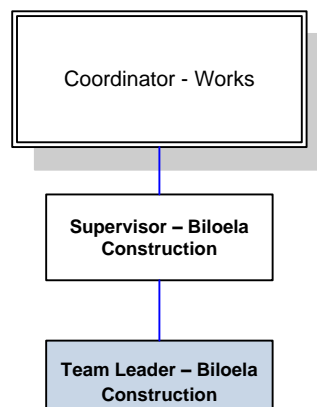 Coordinator - Works
Supervisor – Biloela
Construction
Team Leader – Biloela
Construction